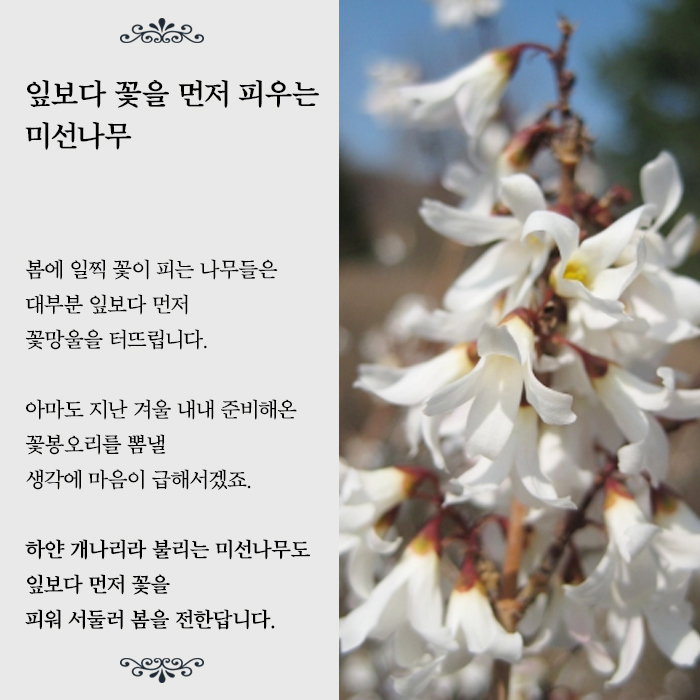 잎보다 꽃을 먼저 피우는
미선나무
봄에 일찍 꽃이 피는 나무들은
대부분 잎보다 먼저
꽃망울을 터뜨립니다.
아마도 지난 겨울 내내 준비해온
꽃봉오리를 뽐낼
생각에 마음이 급해서겠죠.
하얀 개나리라 불리는 미선나무도
잎보다 먼저 꽃을
피워 서둘러 봄을 전한답니다.